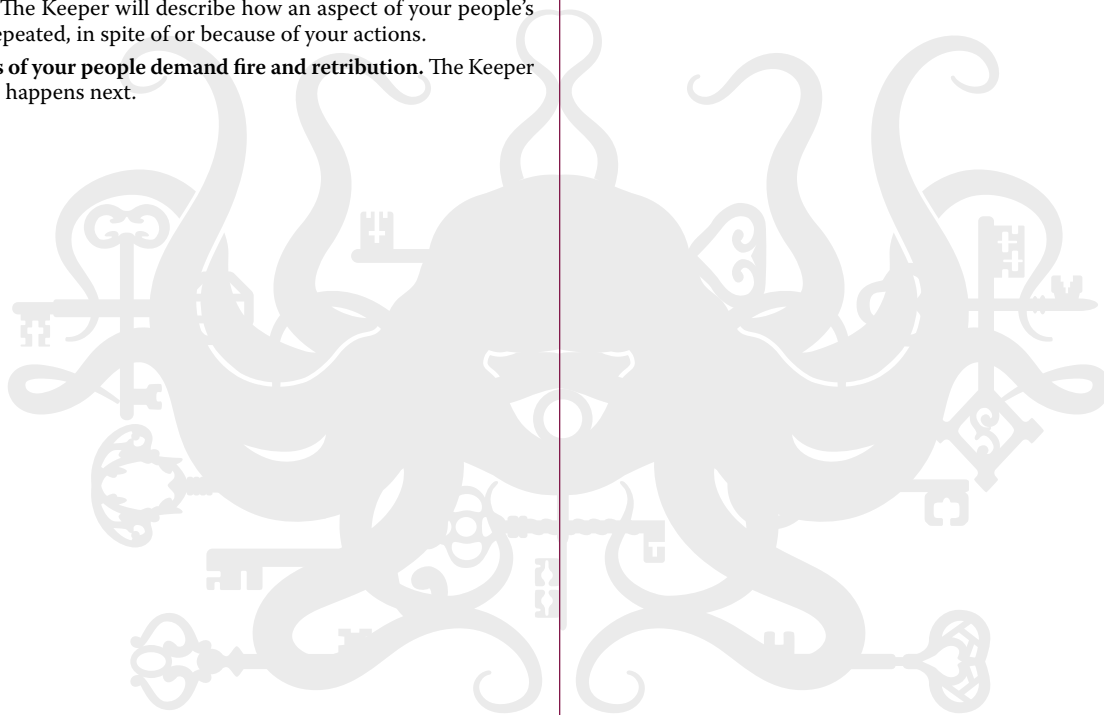 The Keeper will describe how an aspect of your people’s
epeated, in spite of or because of your actions.
s of your people demand fire and retribution. The Keeper
happens next.